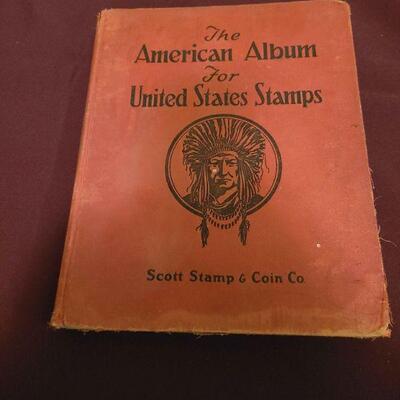 The
American Album
For
United States Stamps
Scott Stamp & Coin Co.